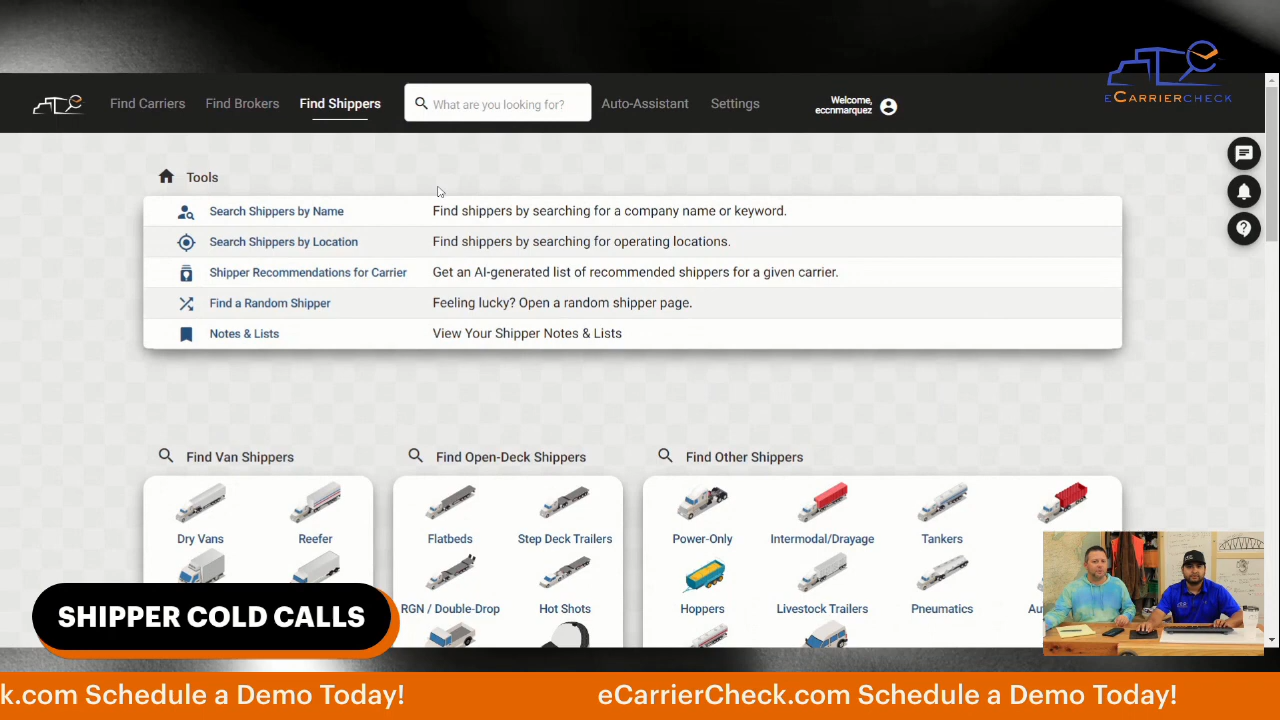 Find Carriers
Find Brokers
Find Shippers
What are you looking for?
Auto-Assistant
Settings
Welcome,
eccnmarquez
ECARRIERCHECK
Tools
Search Shippers by Name
Find shippers by searching for a company name or keyword.
Search Shippers by Location
Find shippers by searching for operating locations.
Shipper Recommendations for Carrier
Get an AI-generated list of recommended shippers for a given carrier.
Find a Random Shipper
Feeling lucky? Open a random shipper page.
Notes & Lists
View Your Shipper Notes & Lists
Find Van Shippers
Find Open-Deck Shippers
Find Other Shippers
Dry Vans
Reefer
Flatbeds
Step Deck Trailers
Power-Only
Intermodal/Drayage
Tankers
RGN / Double-Drop
Hot Shots
Hoppers
Livestock Trailers
Pneumatics
Au
SHIPPER COLD CALLS
k.com Schedule a Demo Today!
eCarrierCheck.com Schedule a Demo Today!